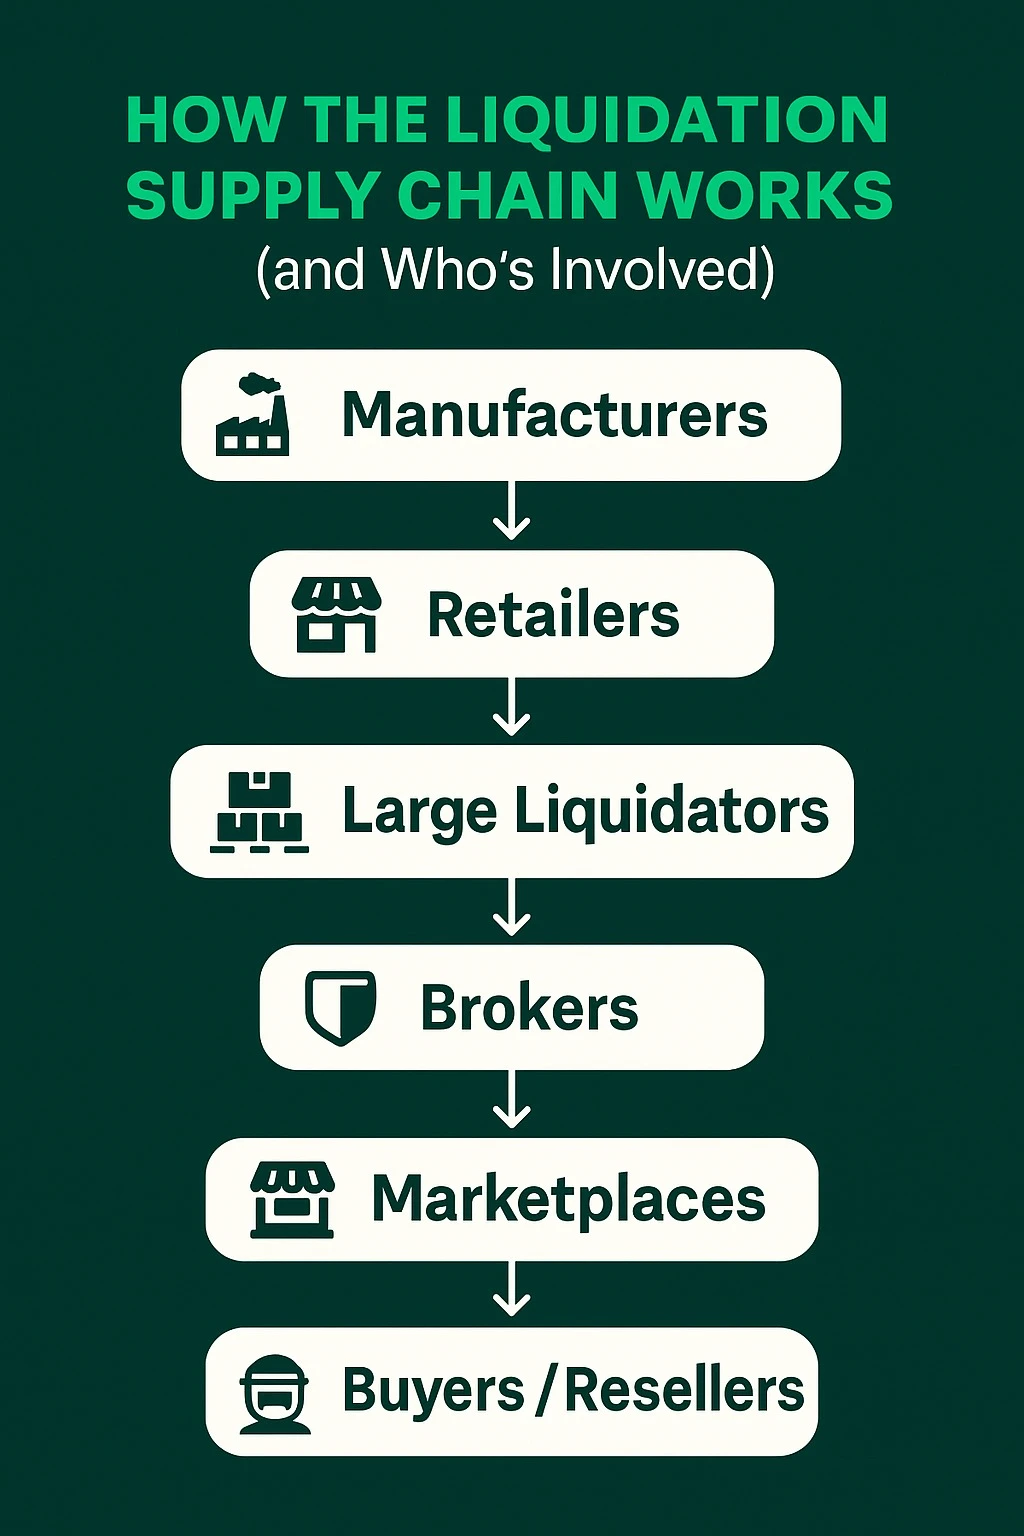 HOW THE LIQUIDATION
SUPPLY CHAIN WORKS
(and Who‘s Involved)
Manufacturers
Retailers
Large Liquidators
Brokers
Marketplaces
Buyers / Resellers